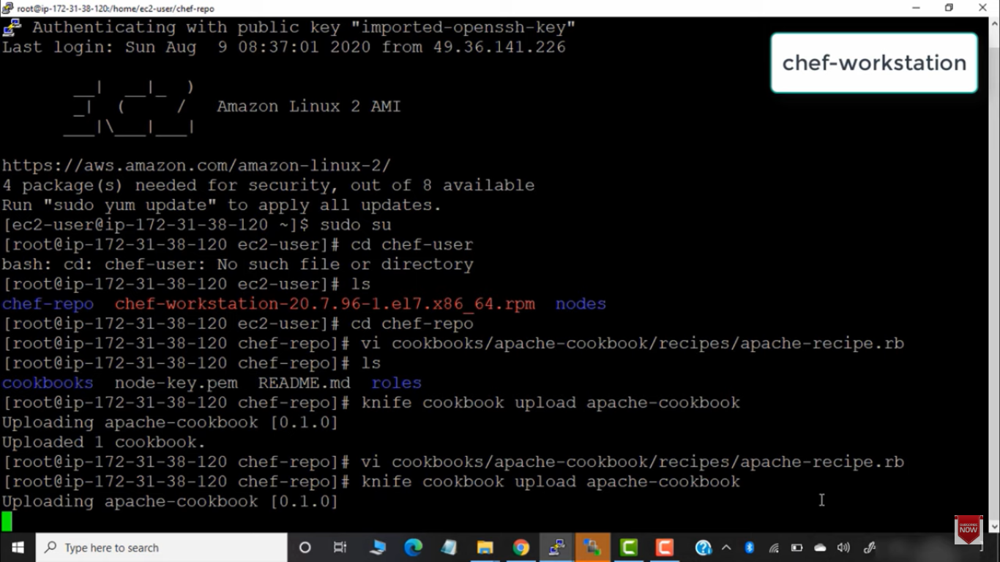 root@ip-172-31-38-120:/home/ec2-user/chef-repo
Authenticating with public key "imported-openssh-key"
Last login: Sun Aug  9 08:37:01 2020 from 49.36.141.226
chef-workstation
Amazon Linux 2 AMI
https://aws.amazon.com/amazon-linux-2/
4 package(s) needed for security, out of 8 available
Run "sudo yum update" to apply all updates.
[ec2-user@ip-172-31-38-120 ~]$ sudo su
[root@ip-172-31-38-120 ec2-user]# cd chef-user
bash: cd: chef-user: No such file or directory
[root@ip-172-31-38-120 ec2-user]# ls
chef-repo  chef-workstation-20.7.96-1.el7.x86_64.rpm  nodes
[root@ip-172-31-38-120 ec2-user]# cd chef-repo
[root@ip-172-31-38-120 chef-repo]# vi cookbooks/apache-cookbook/recipes/apache-recipe.rb
[root@ip-172-31-38-120 chef-repo]# ls
cookbooks  node-key.pem  README.md  roles
[root@ip-172-31-38-120 chef-repo]# knife cookbook upload apache-cookbook
Uploading apache-cookbook [0.1.0]
Uploaded 1 cookbook.
[root@ip-172-31-38-120 chef-repo]# vi cookbooks/apache-cookbook/recipes/apache-recipe.rb
[root@ip-172-31-38-120 chef-repo]# knife cookbook upload apache-cookbook
Uploading apache-cookbook [0.1.0]
SUBSCRIBE
NOW
Type here to search